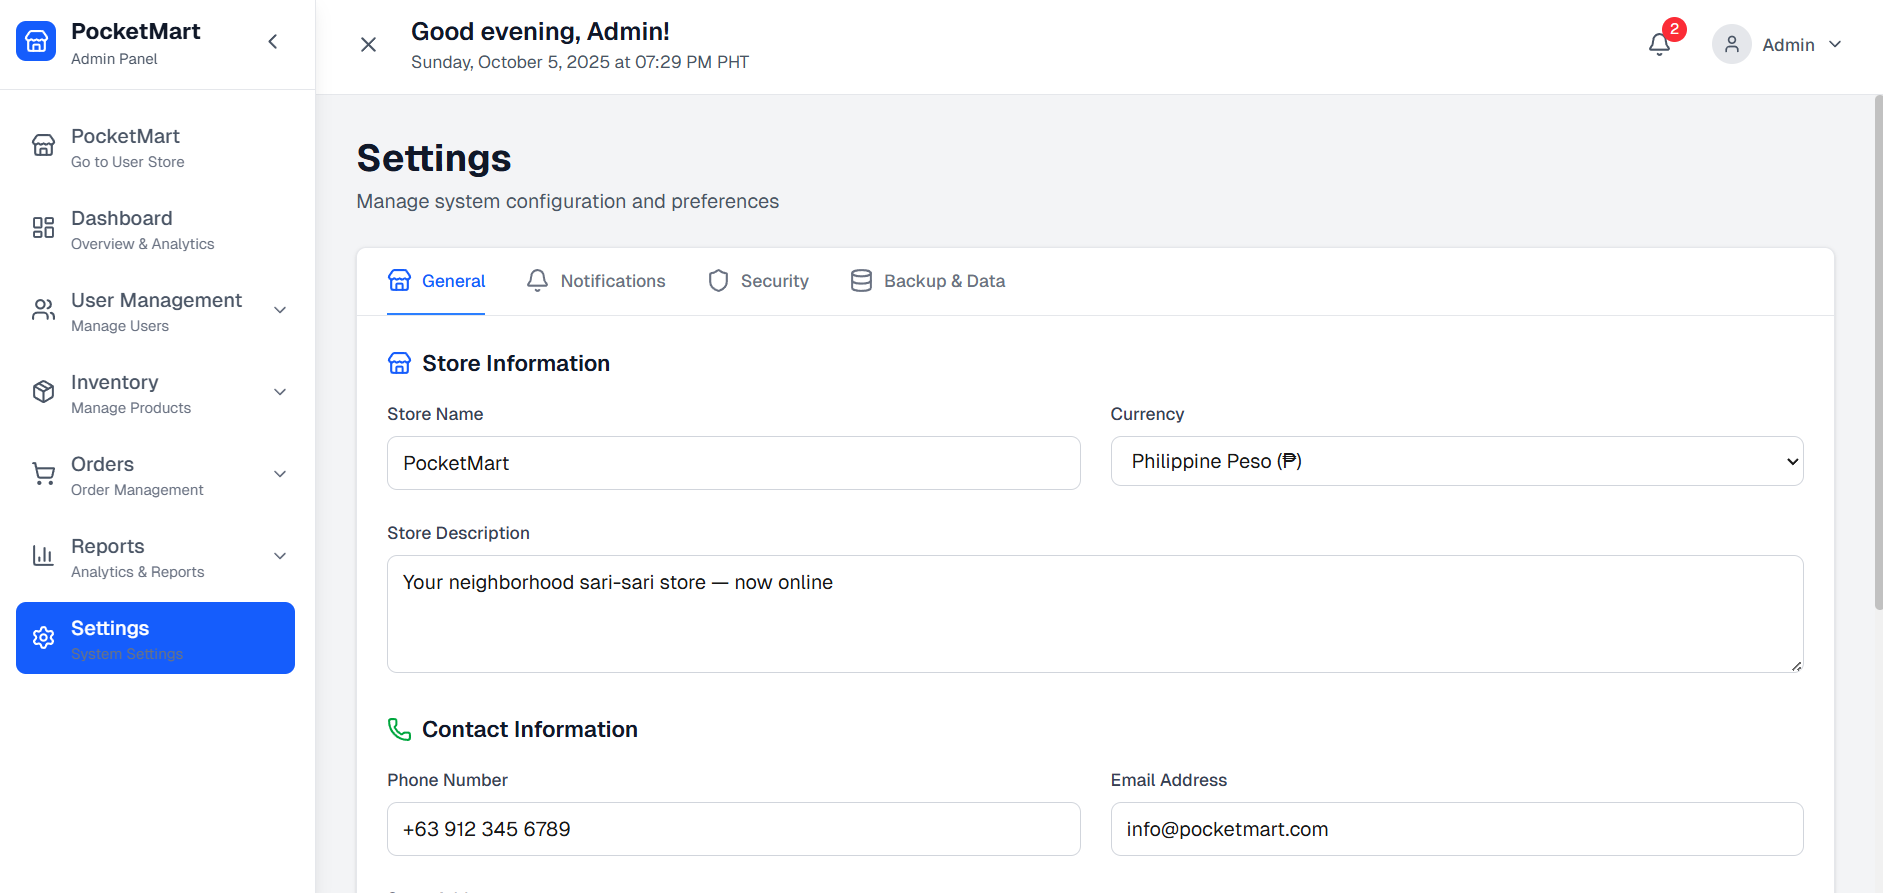 PocketMart
Admin Panel
Good evening, Admin!
Sunday, October 5, 2025 at 07:29 PM PHT
2
Admin
PocketMart
Go to User Store
Dashboard
Overview & Analytics
User Management
Manage Users
Inventory
Manage Products
Orders
Order Management
Reports
Analytics & Reports
Settings
System Settings
Settings
Manage system configuration and preferences
General
Notifications
Security
Backup & Data
Store Information
Store Name
Currency
PocketMart
Philippine Peso (₱)
Store Description
Your neighborhood sari-sari store — now online
Contact Information
Phone Number
Email Address
+63 912 345 6789
info@pocketmart.com